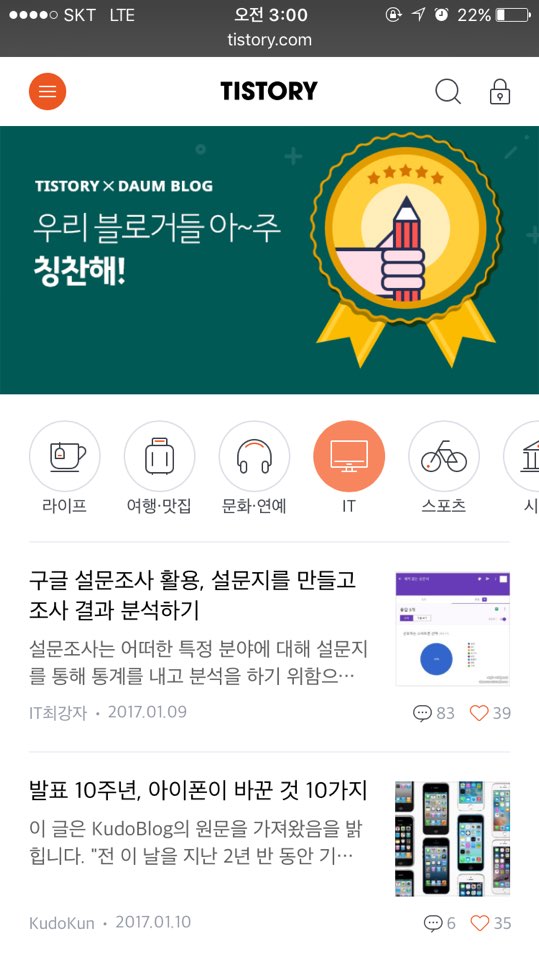 SKT LTE 오전 3:00 22%
tistory.com
TISTORY
TISTORY×DAUM BLOG
우리 블로거들 아~주
칭찬해!
라이프 여행·맛집 문화·연예 IT 스포츠 시
구글 설문조사 활용, 설문지를 만들고
조사 결과 분석하기
설문조사는 어떠한 특정 분야에 대해 설문지
를 통해 통계를 내고 분석을 하기 위함으…
IT최강자 · 2017.01.09 83 39
발표 10주년, 아이폰이 바꾼 것 10가지
이 글은 KudoBlog의 원문을 가져왔음을 밝
힙니다. "전 이 날을 지난 2년 반 동안 기…
KudoKun · 2017.01.10 6 35